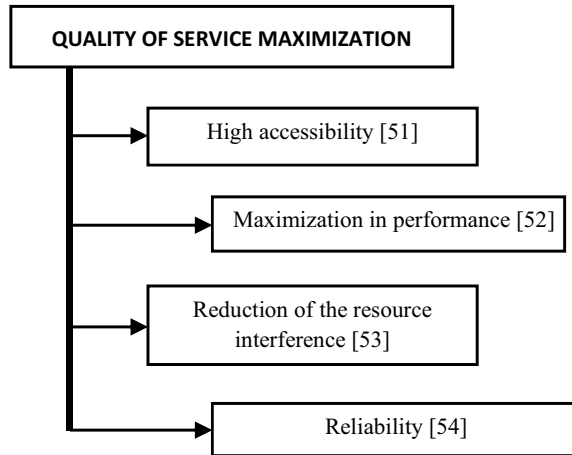 QUALITY OF SERVICE MAXIMIZATION
High accessibility [51]
Maximization in performance [52]
Reduction of the resource
interference [53]
Reliability [54]